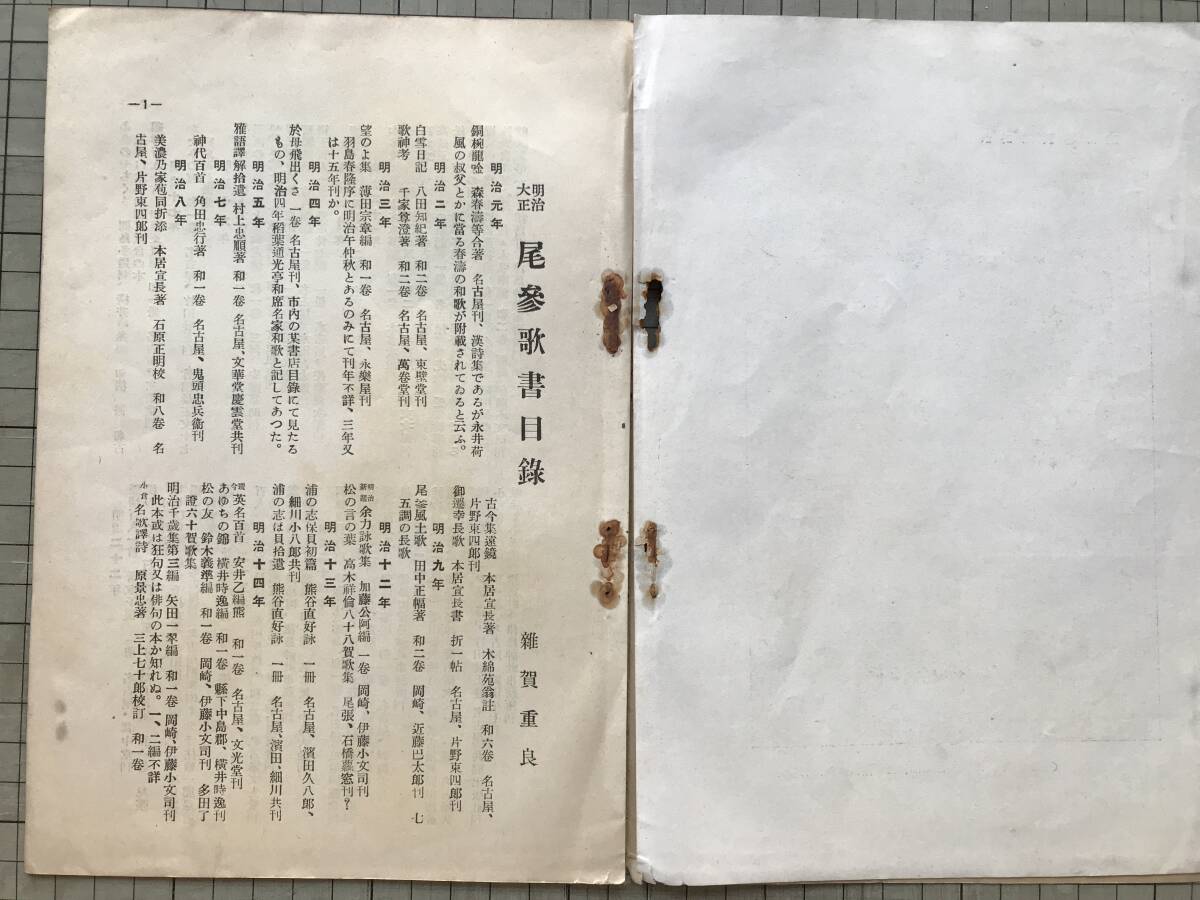 明治
大正
尾參歌書目錄
雜賀重良
明治元年
銅椀龍唫 森春濤等合著 名古屋刊、漢詩集であるが永井荷
風の叔父とかに當る春濤の和歌が附載されてゐると云ふ。
明治二年
白雪日記 八田知紀著 和二卷 名古屋、東壁堂刊
歌神考 千家尊澄著 和二卷 名古屋、萬卷堂刊
明治三年
望のよ集 薄田宗章編 和一卷 名古屋、永樂屋刊
羽島春隆序に明治午仲秋とあるのみにて刊年不詳、三年又
は十五年刊か。
明治四年
於母飛出くさ 一卷 名古屋刊、市内の某書店目錄にて見たる
もの、明治四年稻葉通光亭和席名家和歌と記してあつた。
明治五年
雅語譯解拾遺 村上忠順著 和一卷 名古屋、文華堂慶雲堂共刊
明治七年
神代百首 角田忠行著 和一卷 名古屋、鬼頭忠兵衞刊
明治八年
美濃乃家苞同折添 本居宣長著 石原正明校 和八卷 名
古屋、片野東四郎刊
古今集遠鏡 本居宣長著 木綿苑翁註 和六卷 名古屋、
片野東四郎刊
御遷幸長歌 本居宣長書 折一帖 名古屋、片野東四郎刊
明治九年
尾參風土歌 田中正幅著 和二卷 岡崎、近藤巴太郎刊 七
五調の長歌
明治十二年
明治
新題
余力詠歌集 加藤公阿編 一卷 岡崎、伊藤小文司刊
松の言の葉 高木祥倫八十八賀歌集 尾張、石橋蘿窓刊?
明治十三年
浦の志保貝初篇 熊谷直好詠 一冊 名古屋、濱田久八郎、
細川小八郎共刊
浦の志ほ貝拾遺 熊谷直好詠 一冊 名古屋、濱田、細川共刊
明治十四年
現今
英名百首 安井乙編熊 和一卷 名古屋、文光堂刊
あゆちの錦 橫井時逸編 和一卷 縣下中島郡、橫井時逸刊
松の友 鈴木義準編 和一卷 岡崎、伊藤小文司刊 多田了
證六十賀歌集
明治千歳集第三編 矢田一翠編 和一卷 岡崎、伊藤小文司刊
此本或は狂句又は俳句の本か知れぬ。一、二編不詳
小倉
名歌譯詩 原景忠著 三上七十郎校訂 和一卷
—1—